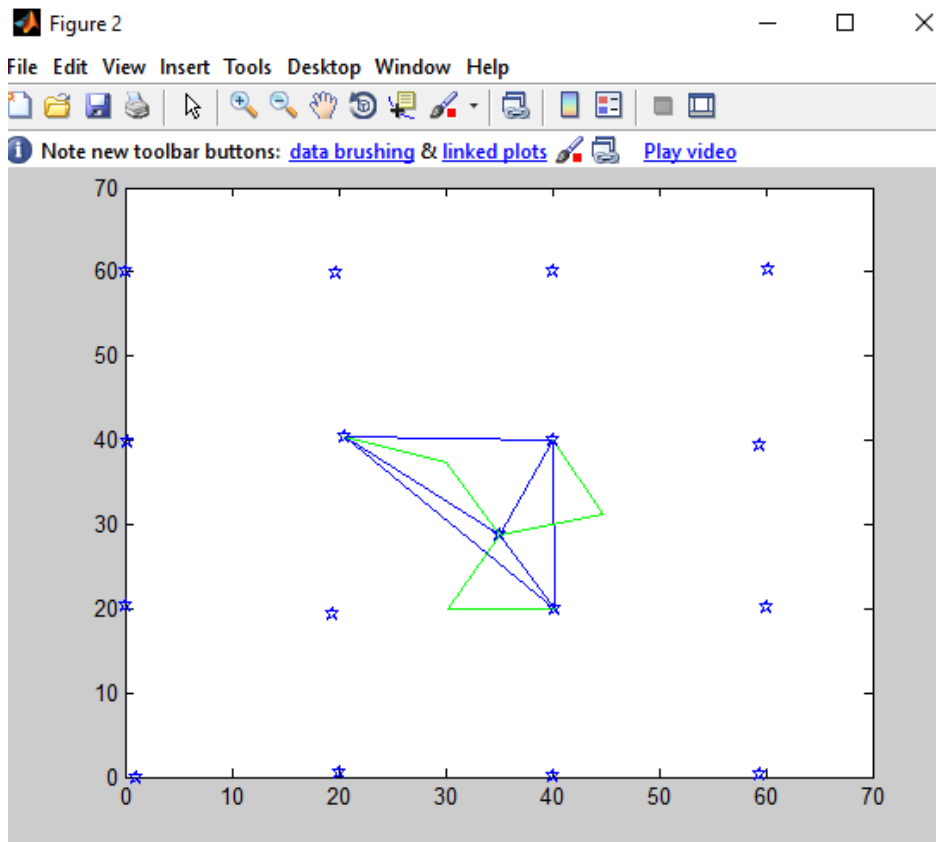 Figure 2
File Edit View Insert Tools Desktop Window Help
Note new toolbar buttons: data brushing & linked plots Play video
70
60
50
40
30
20
10
0
0 10 20 30 40 50 60 70